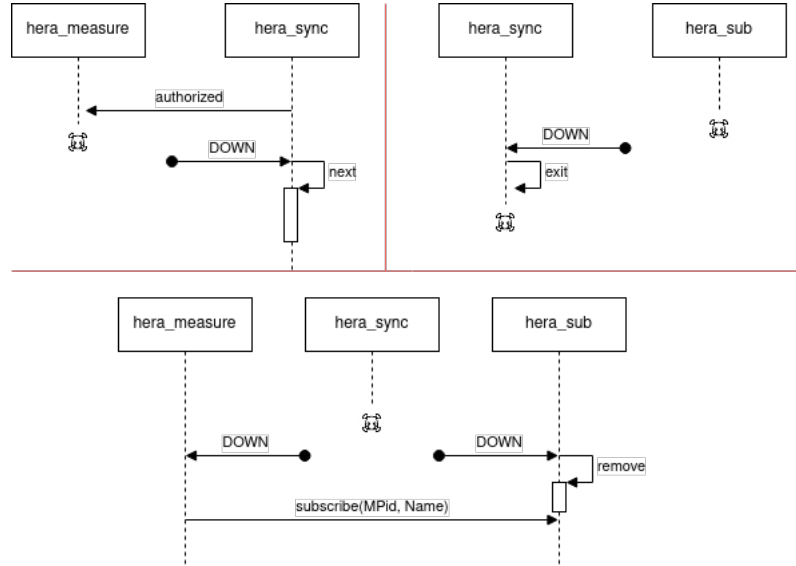 hera_measure
hera_sync
authorized
DOWN
next
hera_sync
hera_sub
DOWN
exit
hera_measure
hera_sync
hera_sub
DOWN
DOWN
remove
subscribe(MPid, Name)